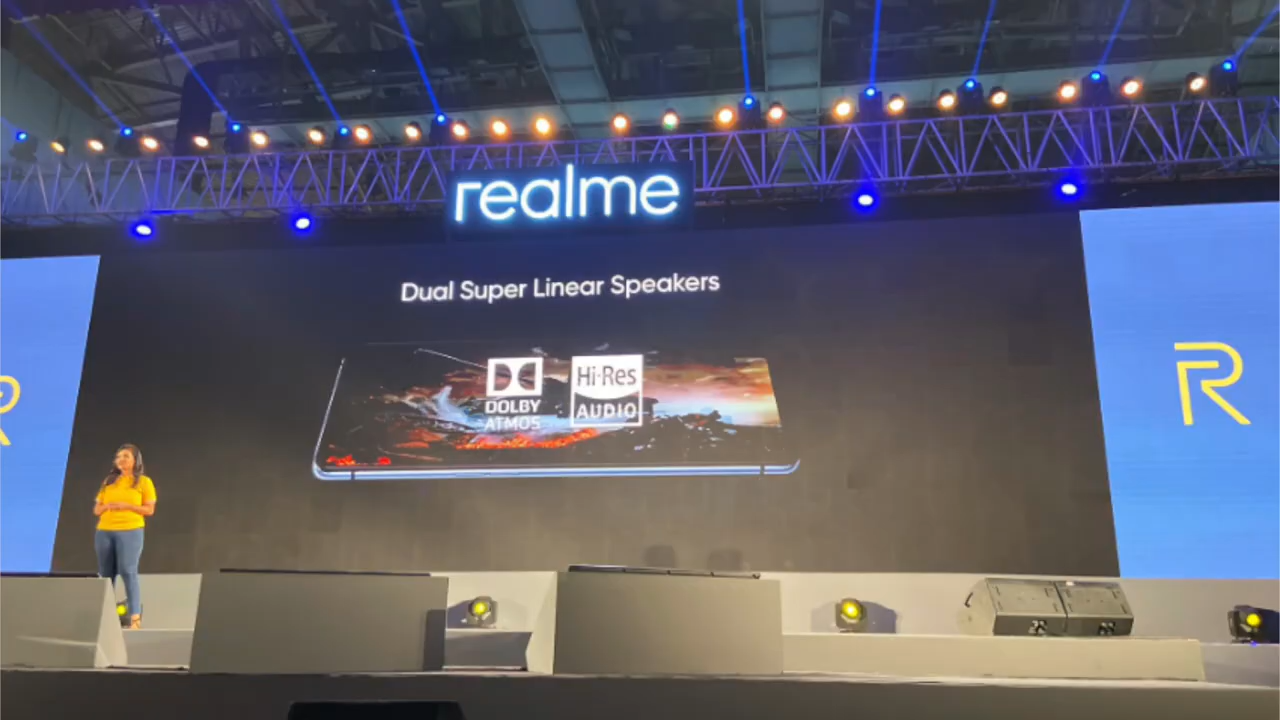 realme
Dual Super Linear Speakers
DOLBY
ATMOS
Hi-Res
AUDIO
R
R